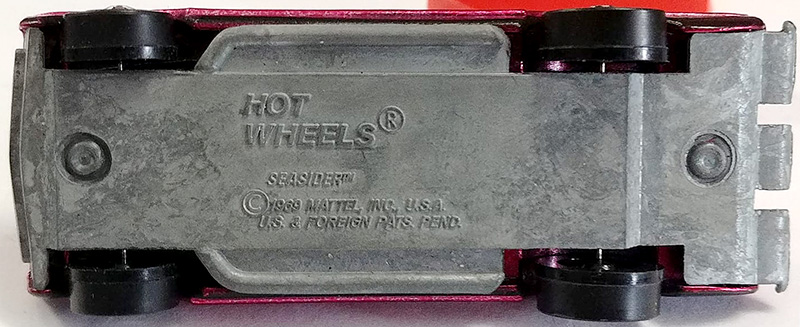 HOT
WHEELS®
SEASIDER™
©1969 MATTEL, INC., U.S.A.
U.S. & FOREIGN PATS. PEND.